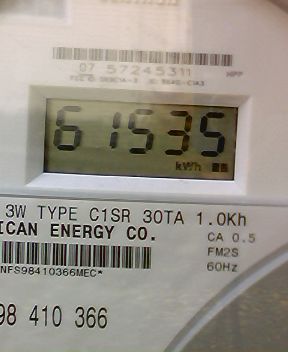 07 57245311
61535
kWh
3W TYPE C1SR 30TA 1.0Kh
ICAN ENERGY CO.
CA 0.5
FM2S
60Hz
NFS98410366MEC*
98 410 366